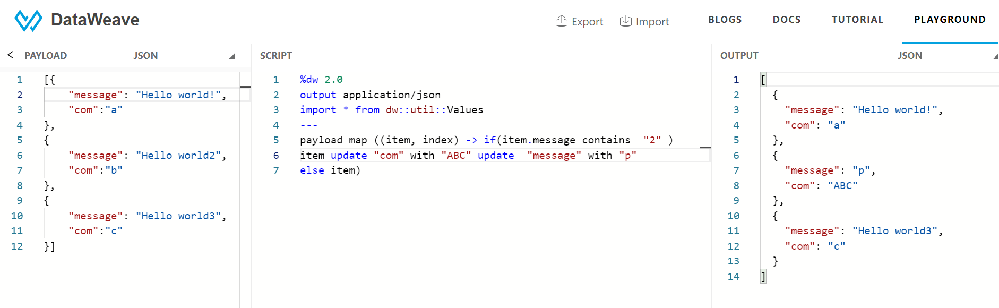 DataWeave
Export Import BLOGS DOCS TUTORIAL PLAYGROUND
< PAYLOAD JSON
1 [{
2 "message": "Hello world!",
3 "com":"a"
4 },
5 {
6 "message": "Hello world2",
7 "com":"b"
8 },
9 {
10 "message": "Hello world3",
11 "com":"c"
12 }]
SCRIPT
1 %dw 2.0
2 output application/json
3 import * from dw::util::Values
4 ---
5 payload map ((item, index) -> if(item.message contains  "2" )
6 item update "com" with "ABC" update  "message" with "p"
7 else item)
OUTPUT JSON
1 [
2 {
3 "message": "Hello world!",
4 "com": "a"
5 },
6 {
7 "message": "p",
8 "com": "ABC"
9 },
10 {
11 "message": "Hello world3",
12 "com": "c"
13 }
14 ]